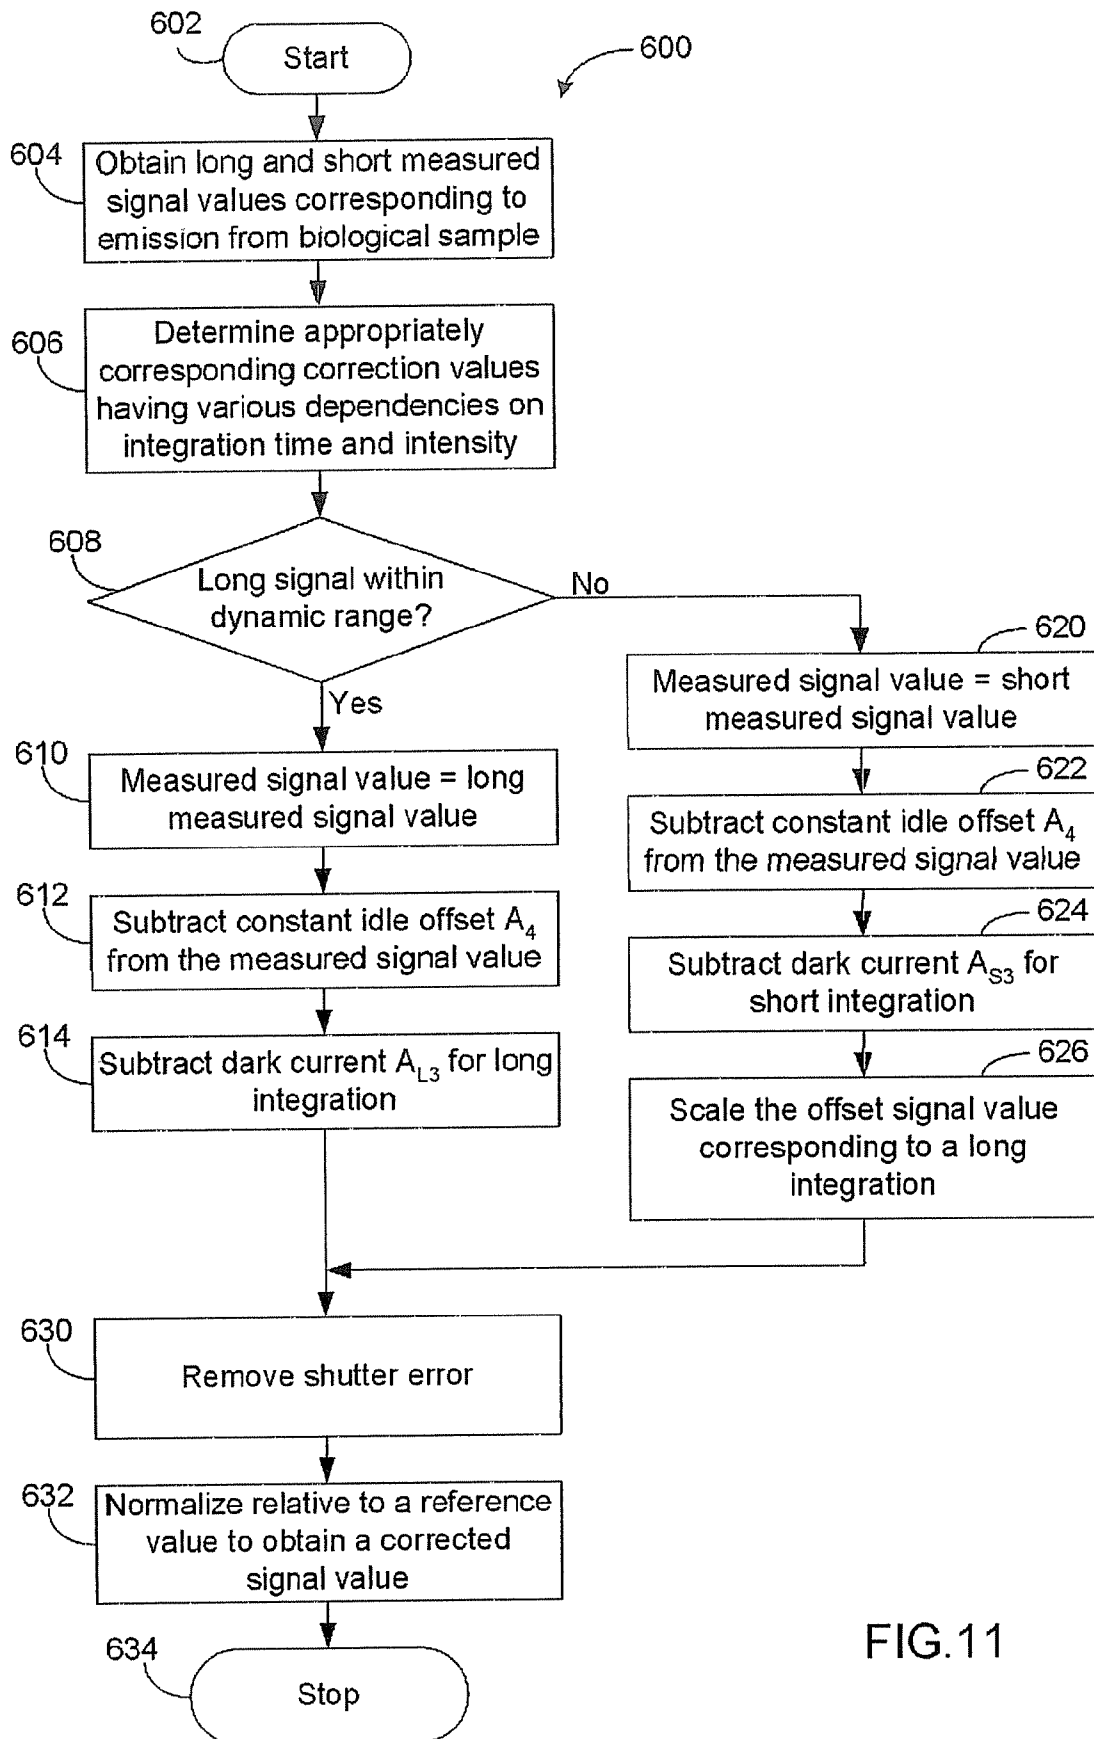 602
Start
600
604
Obtain long and short measured
signal values corresponding to
emission from biological sample
606
Determine appropriately
corresponding correction values
having various dependencies on
integration time and intensity
608
Long signal within
dynamic range?
No
Yes
610
Measured signal value = long
measured signal value
612
Subtract constant idle offset A4
from the measured signal value
614
Subtract dark current AL3 for long
integration
620
Measured signal value = short
measured signal value
622
Subtract constant idle offset A4
from the measured signal value
624
Subtract dark current AS3 for
short integration
626
Scale the offset signal value
corresponding to a long
integration
630
Remove shutter error
632
Normalize relative to a reference
value to obtain a corrected
signal value
634
Stop
FIG.11